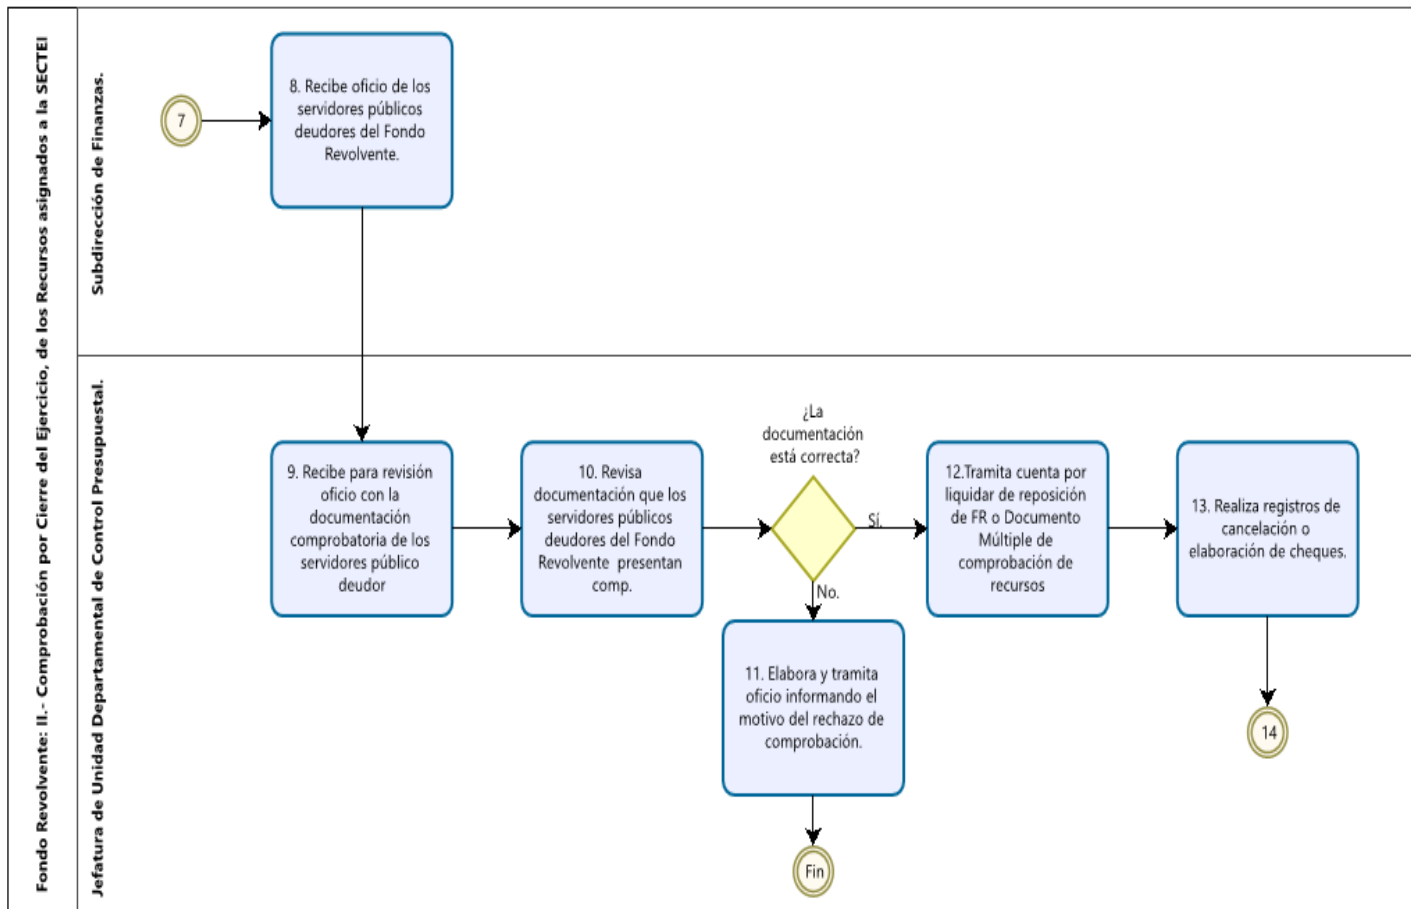 Fondo Revolvente: II.- Comprobación por Cierre del Ejercicio, de los Recursos asignados a la SECTEI
Subdirección de Finanzas.
7
8. Recibe oficio de los
servidores públicos
deudores del Fondo
Revolvente.
Jefatura de Unidad Departamental de Control Presupuestal.
9. Recibe para revisión
oficio con la
documentación
comprobatoria de los
servidores público
deudor
10. Revisa
documentación que los
servidores públicos
deudores del Fondo
Revolvente presentan
comp.
¿La
documentación
está correcta?
Sí.
No.
11. Elabora y tramita
oficio informando el
motivo del rechazo de
comprobación.
Fin
12.Tramita cuenta por
liquidar de reposición
de FR o Documento
Múltiple de
comprobación de
recursos
13. Realiza registros de
cancelación o
elaboración de cheques.
14